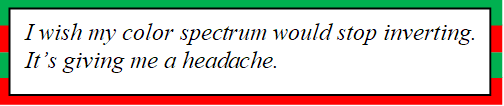 I wish my color spectrum would stop inverting.
It’s giving me a headache.